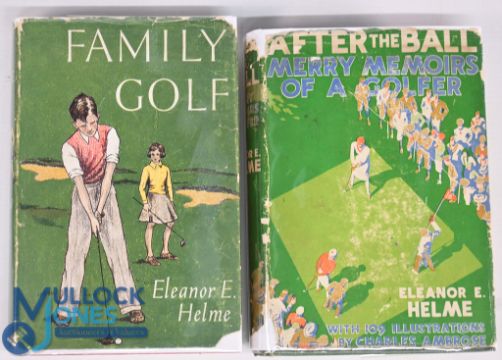 FAMILY
GOLF
Eleanor E.
Helme
AFTER THE BALL
MERRY MEMOIRS
OF A GOLFER
ELEANOR E.
HELME
WITH 109 ILLUSTRATIONS
BY CHARLES AMBROSE
MULLOCK
JONES